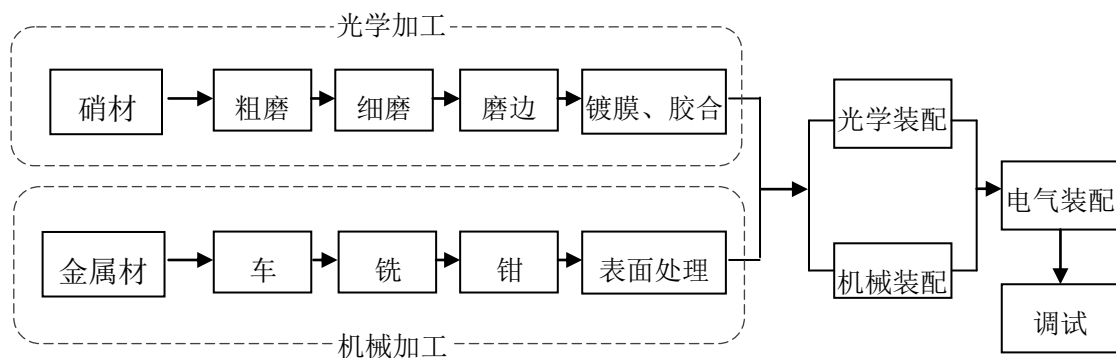 光学加工
硝材
粗磨
细磨
磨边
镀膜、胶合
光学装配
电气装配
金属材
车
铣
钳
表面处理
机械装配
调试
机械加工